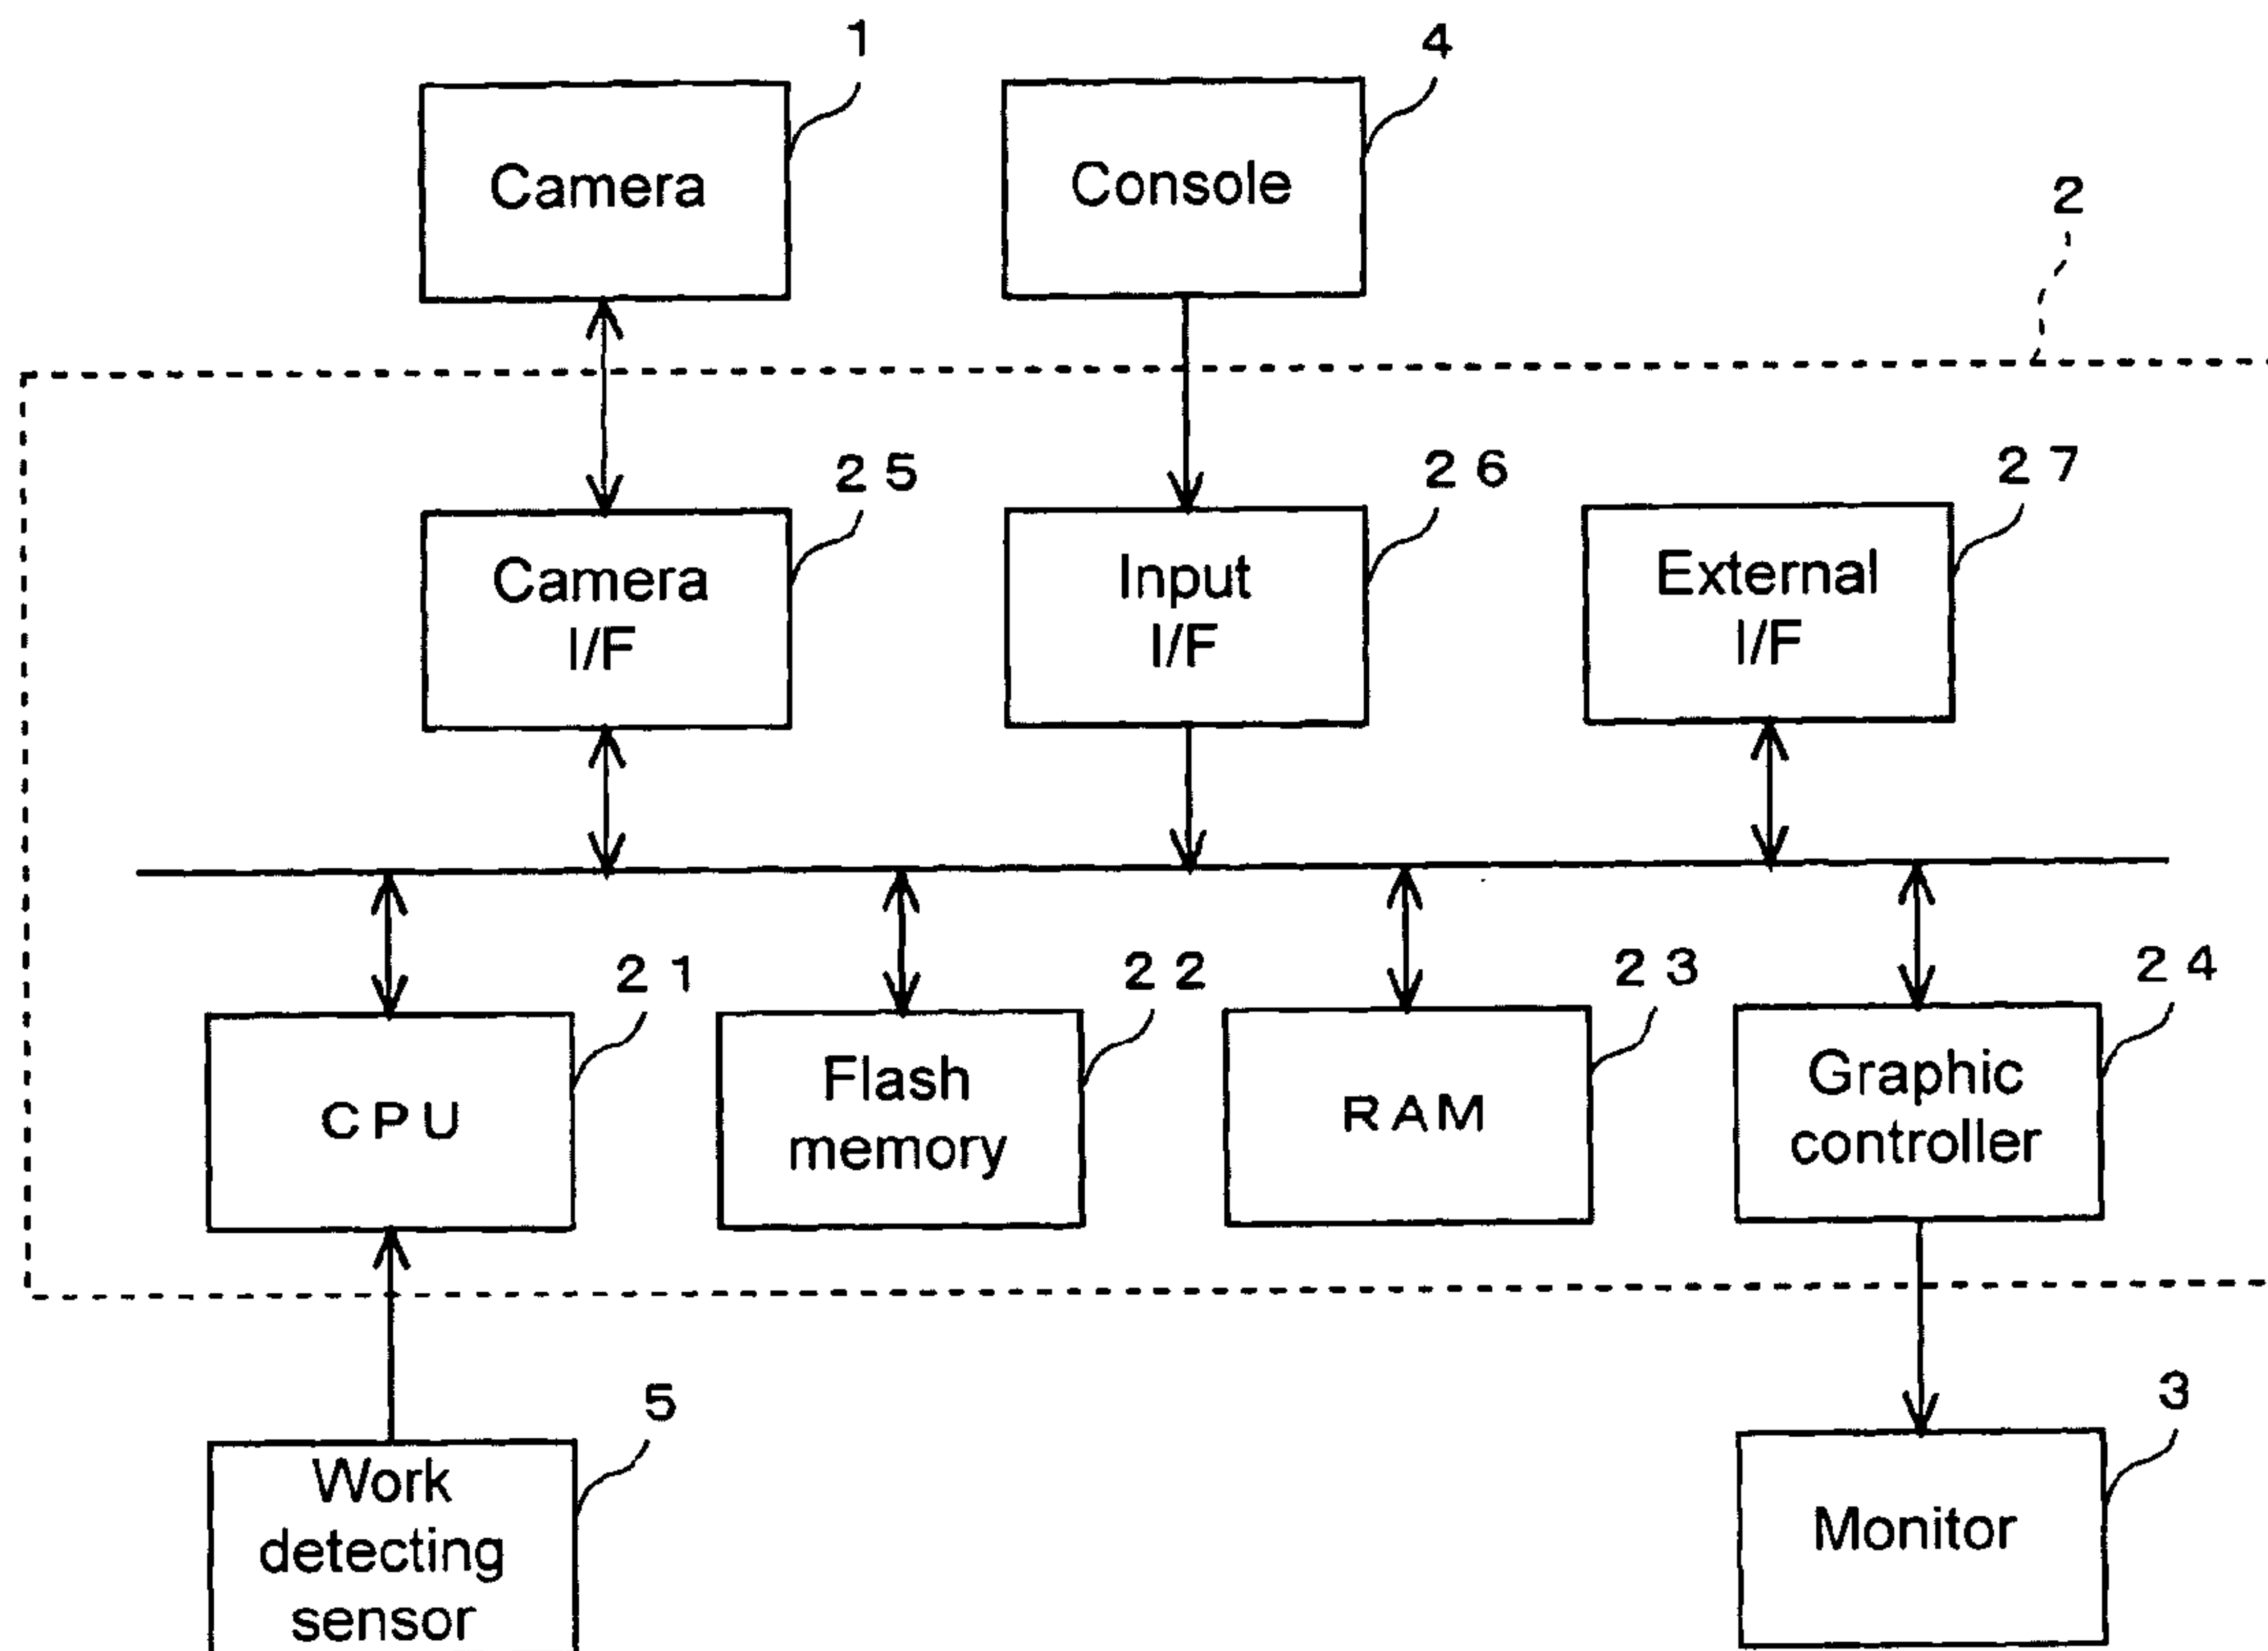 1
4
Camera
Console
2
25
26
27
Camera
I/F
Input
I/F
External
I/F
21
22
23
24
CPU
Flash
memory
RAM
Graphic
controller
5
3
Work
detecting
sensor
Monitor